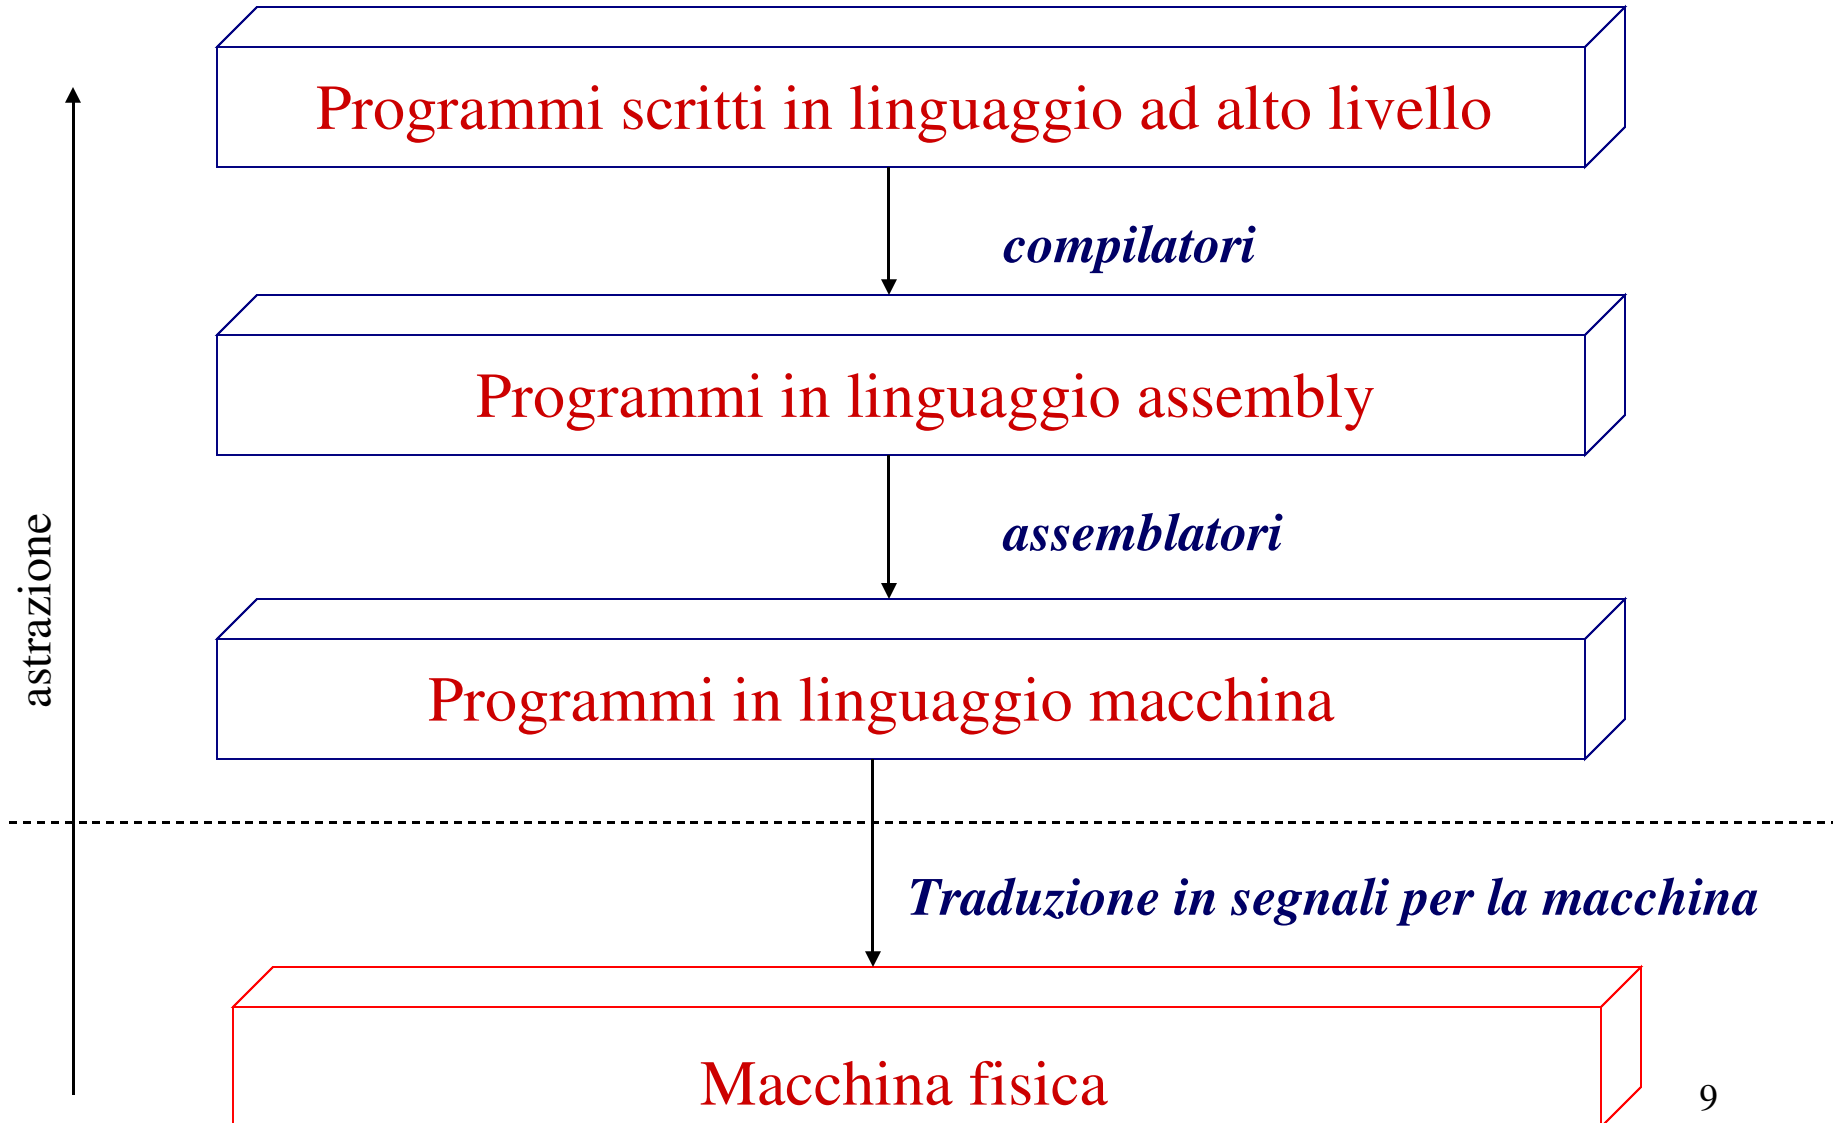 Programmi scritti in linguaggio ad alto livello
compilatori
Programmi in linguaggio assembly
assemblatori
astrazione
Programmi in linguaggio macchina
Traduzione in segnali per la macchina
Macchina fisica
9